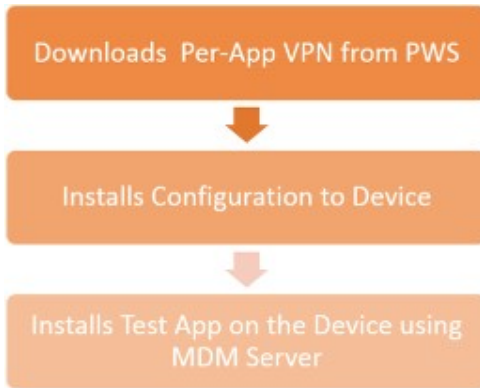 Downloads  Per-App VPN from PWS
Installs Configuration to Device
Installs Test App on the Device using
MDM Server